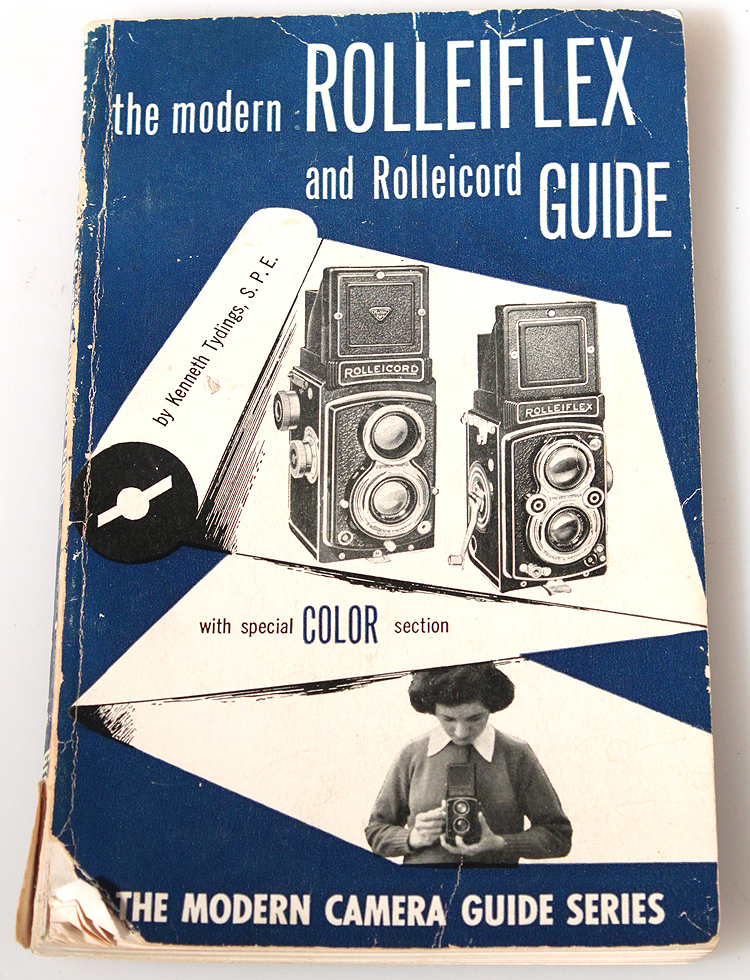 the modern ROLLEIFLEX
and Rolleicord GUIDE
by Kenneth Tydings, S. P. E.
ROLLEICORD
ROLLEIFLEX
with special COLOR section
THE MODERN CAMERA GUIDE SERIES